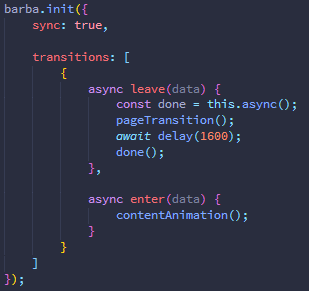 barba.init({
    sync: true,

    transitions: [
        {
            async leave(data) {
                const done = this.async();
                pageTransition();
                await delay(1600);
                done();
            },

            async enter(data) {
                contentAnimation();
            }
        }
    ]
});